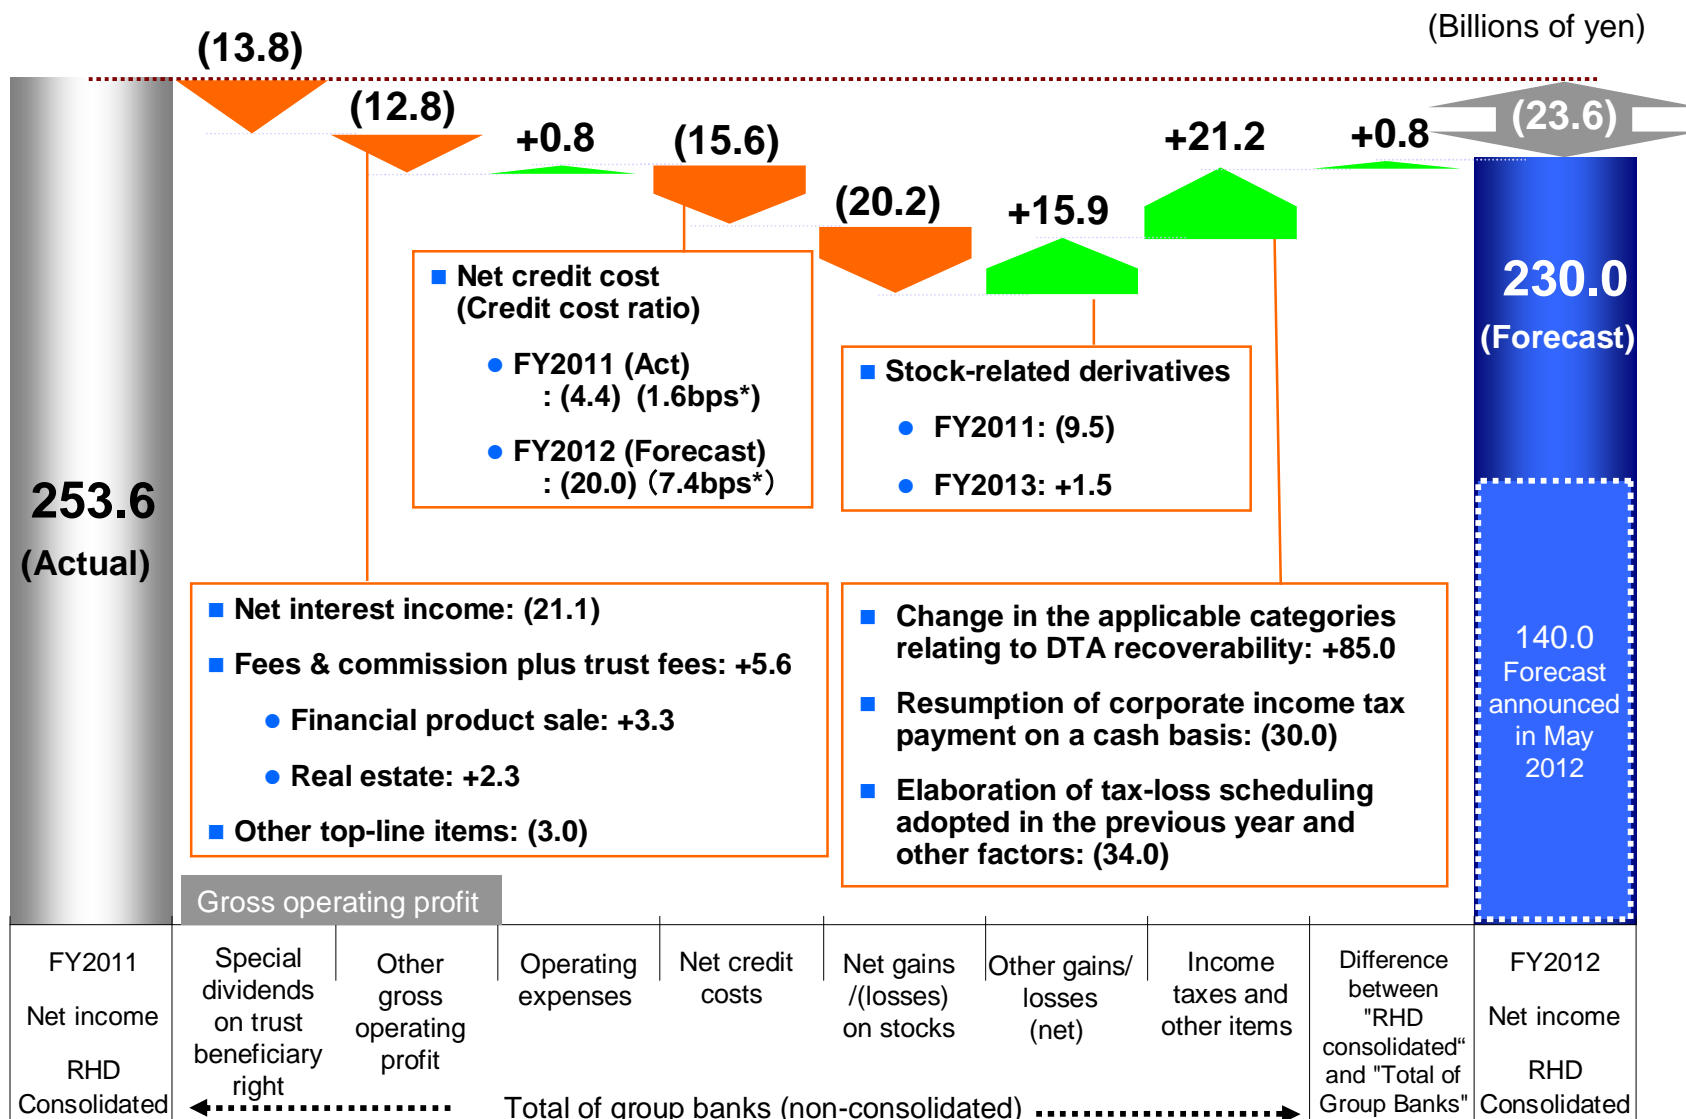 (Billions of yen)
(13.8)
(12.8)
+0.8
(15.6)
(20.2)
+15.9
+21.2
+0.8
(23.6)
253.6
(Actual)
230.0
(Forecast)
140.0
Forecast
announced
in May
2012
■ Net credit cost
(Credit cost ratio)
● FY2011 (Act)
: (4.4) (1.6bps*)
● FY2012 (Forecast)
: (20.0) (7.4bps*)
■ Stock-related derivatives
● FY2011: (9.5)
● FY2013: +1.5
■ Net interest income: (21.1)
■ Fees & commission plus trust fees: +5.6
● Financial product sale: +3.3
● Real estate: +2.3
■ Other top-line items: (3.0)
■ Change in the applicable categories
relating to DTA recoverability: +85.0
■ Resumption of corporate income tax
payment on a cash basis: (30.0)
■ Elaboration of tax-loss scheduling
adopted in the previous year and
other factors: (34.0)
Gross operating profit
FY2011
Net income
RHD
Consolidated
Special
dividends
on trust
beneficiary
right
Other
gross
operating
profit
Operating
expenses
Net credit
costs
Net gains
/(losses)
on stocks
Other gains/
losses
(net)
Income
taxes and
other items
Difference
between
"RHD
consolidated“
and "Total of
Group Banks"
FY2012
Net income
RHD
Consolidated
Total of group banks (non-consolidated)